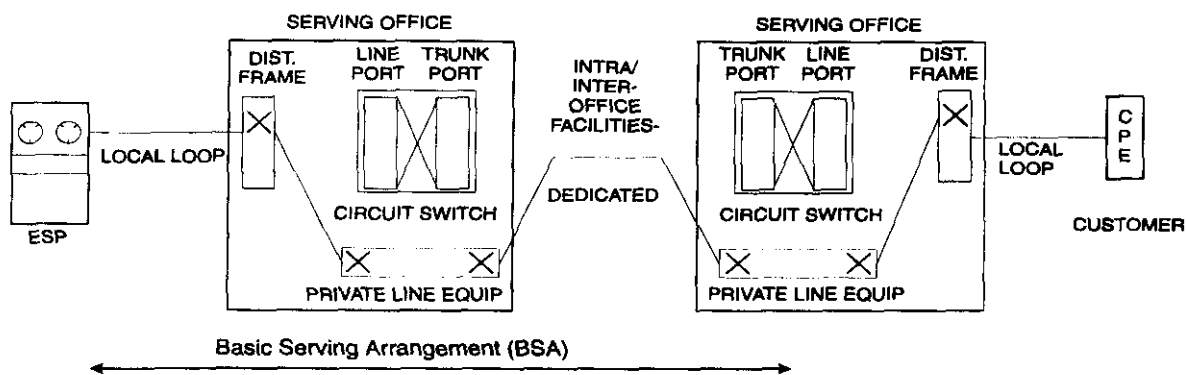 SERVING OFFICE
DIST.
FRAME
LINE
PORT
TRUNK
PORT
CIRCUIT SWITCH
PRIVATE LINE EQUIP
ESP
LOCAL LOOP
INTRA/
INTER-
OFFICE
FACILITIES-
DEDICATED
SERVING OFFICE
TRUNK
PORT
LINE
PORT
DIST.
FRAME
CIRCUIT SWITCH
PRIVATE LINE EQUIP
LOCAL
LOOP
C
P
E
CUSTOMER
Basic Serving Arrangement (BSA)